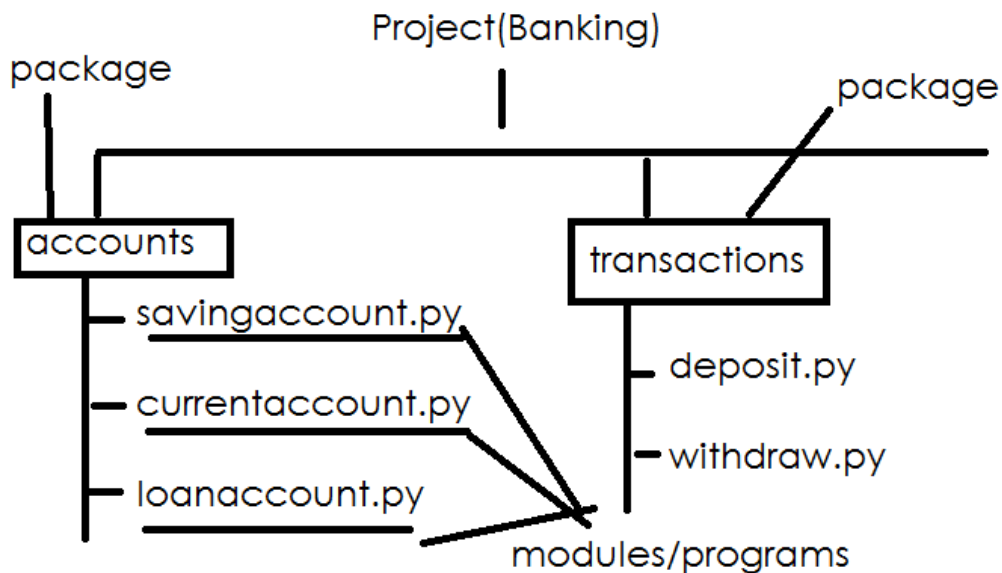 Project(Banking)
package
package
accounts
transactions
savingaccount.py
currentaccount.py
loanaccount.py
deposit.py
withdraw.py
modules/programs